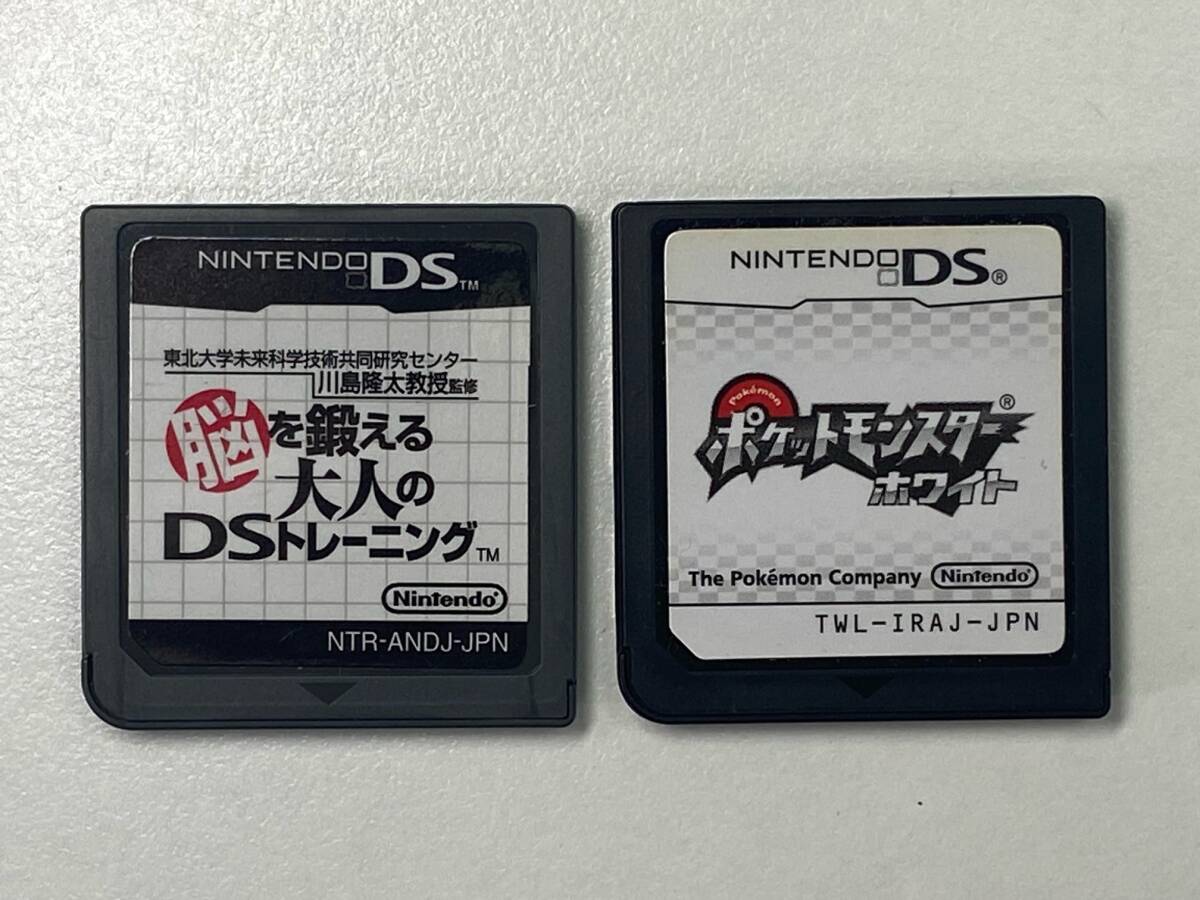 NINTENDO DS™
東北大学未来科学技術共同研究センター
川島隆太教授監修
脳を鍛える
大人の
DSトレーニング™
Nintendo®
NTR-ANDJ-JPN
NINTENDO DS®
Pokémon
ポケットモンスター®
ホワイト
The Pokémon Company Nintendo®
TWL-IRAJ-JPN